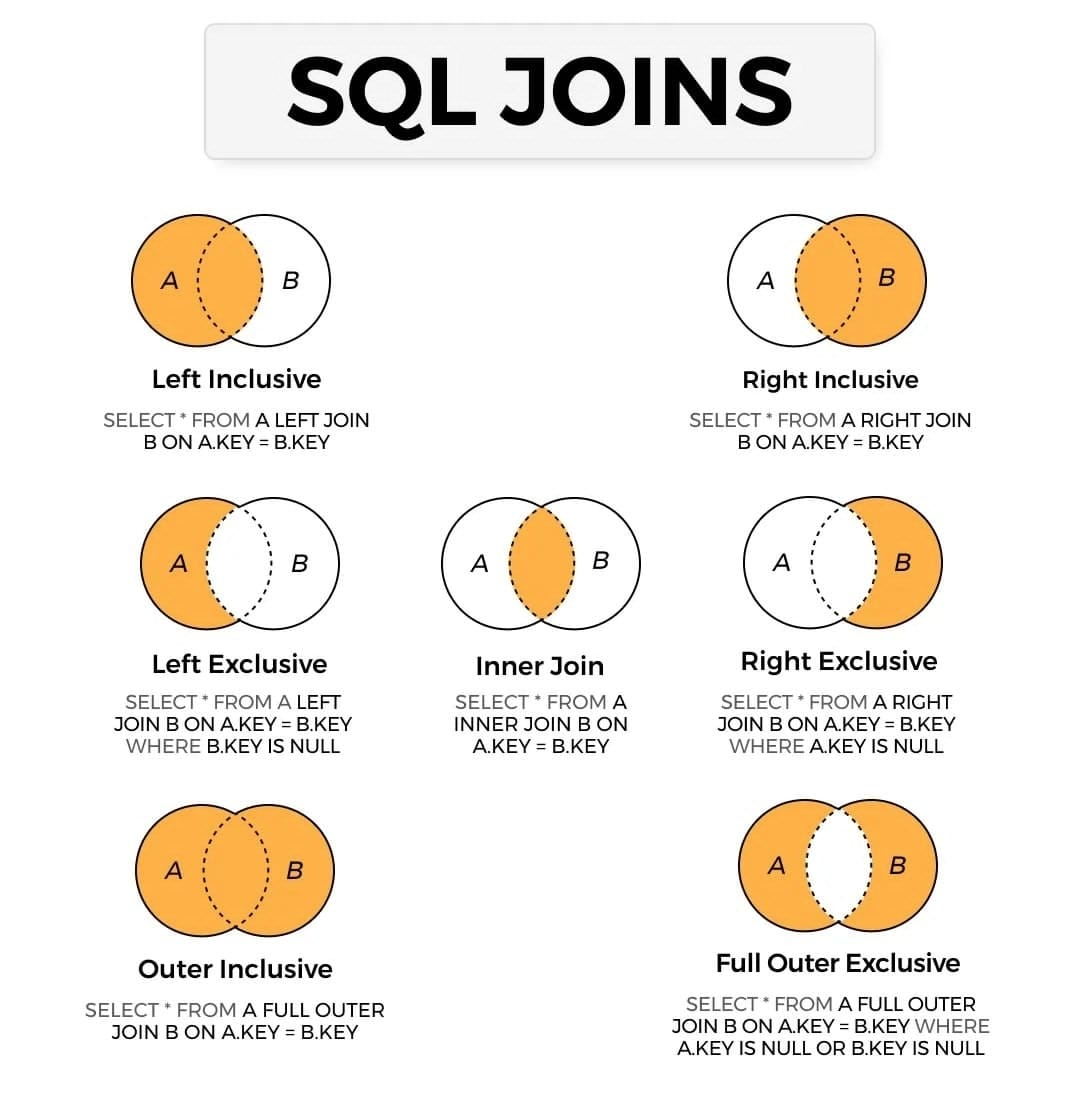 SQL JOINS
A
B
Left Inclusive
SELECT * FROM A LEFT JOIN
B ON A.KEY = B.KEY
A
B
Right Inclusive
SELECT * FROM A RIGHT JOIN
B ON A.KEY = B.KEY
A
B
Left Exclusive
SELECT * FROM A LEFT
JOIN B ON A.KEY = B.KEY
WHERE B.KEY IS NULL
A
B
Inner Join
SELECT * FROM A
INNER JOIN B ON
A.KEY = B.KEY
A
B
Right Exclusive
SELECT * FROM A RIGHT
JOIN B ON A.KEY = B.KEY
WHERE A.KEY IS NULL
A
B
Outer Inclusive
SELECT * FROM A FULL OUTER
JOIN B ON A.KEY = B.KEY
A
B
Full Outer Exclusive
SELECT * FROM A FULL OUTER
JOIN B ON A.KEY = B.KEY WHERE
A.KEY IS NULL OR B.KEY IS NULL